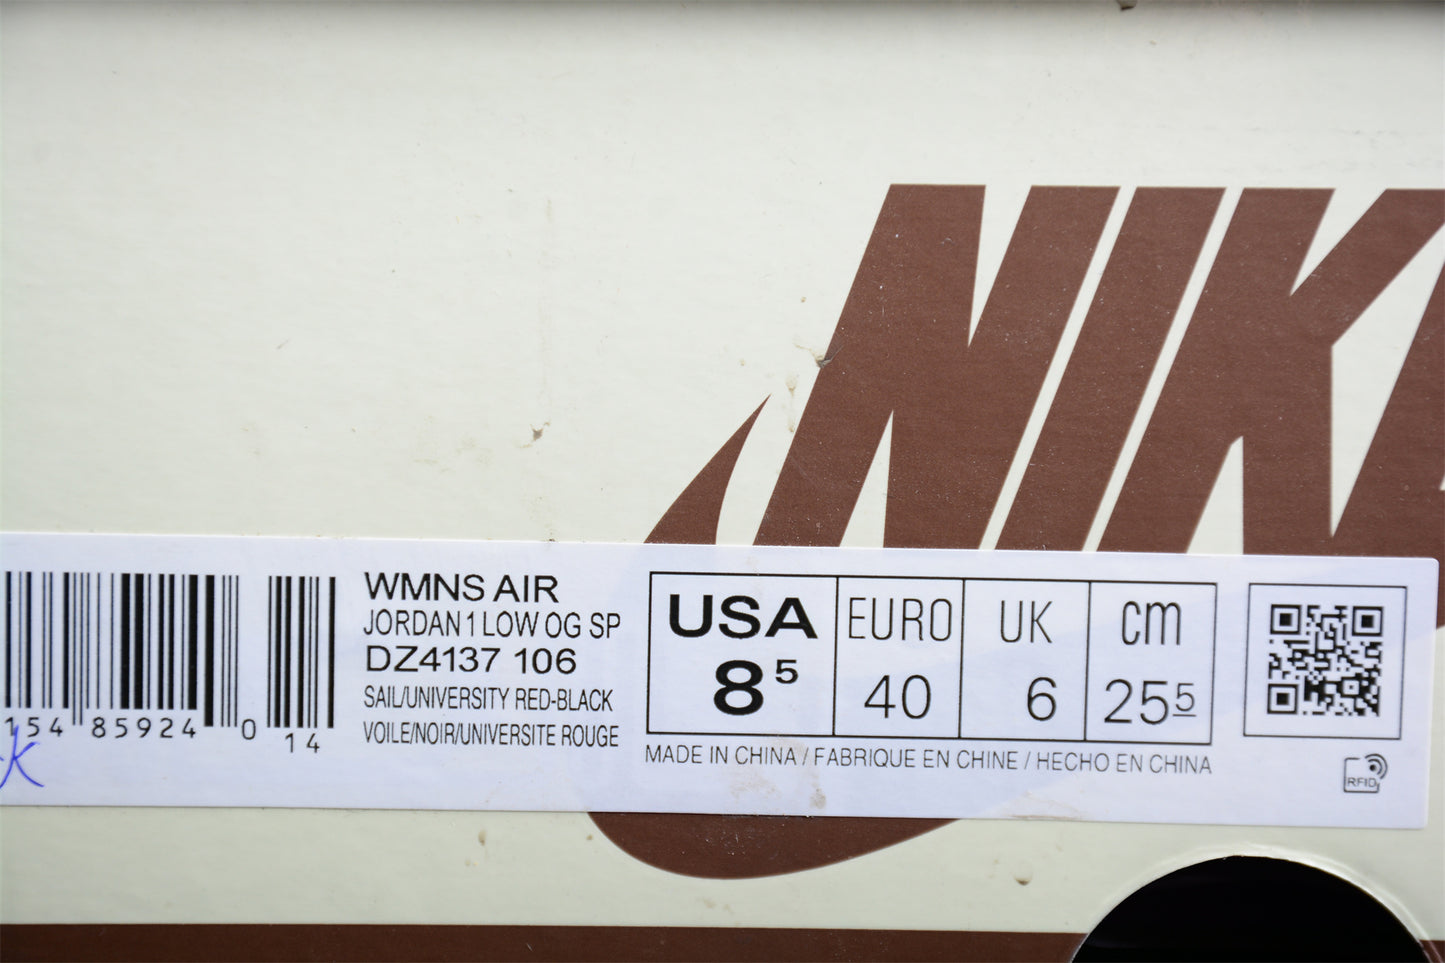 NIKE
WMNS AIR
JORDAN 1 LOW OG SP
DZ4137 106
SAIL/UNIVERSITY RED-BLACK
VOILE/NOIR/UNIVERSITE ROUGE
154 85924 0 14
USA EURO UK cm
8 5 40 6 25 5
MADE IN CHINA / FABRIQUE EN CHINE / HECHO EN CHINA
RFID